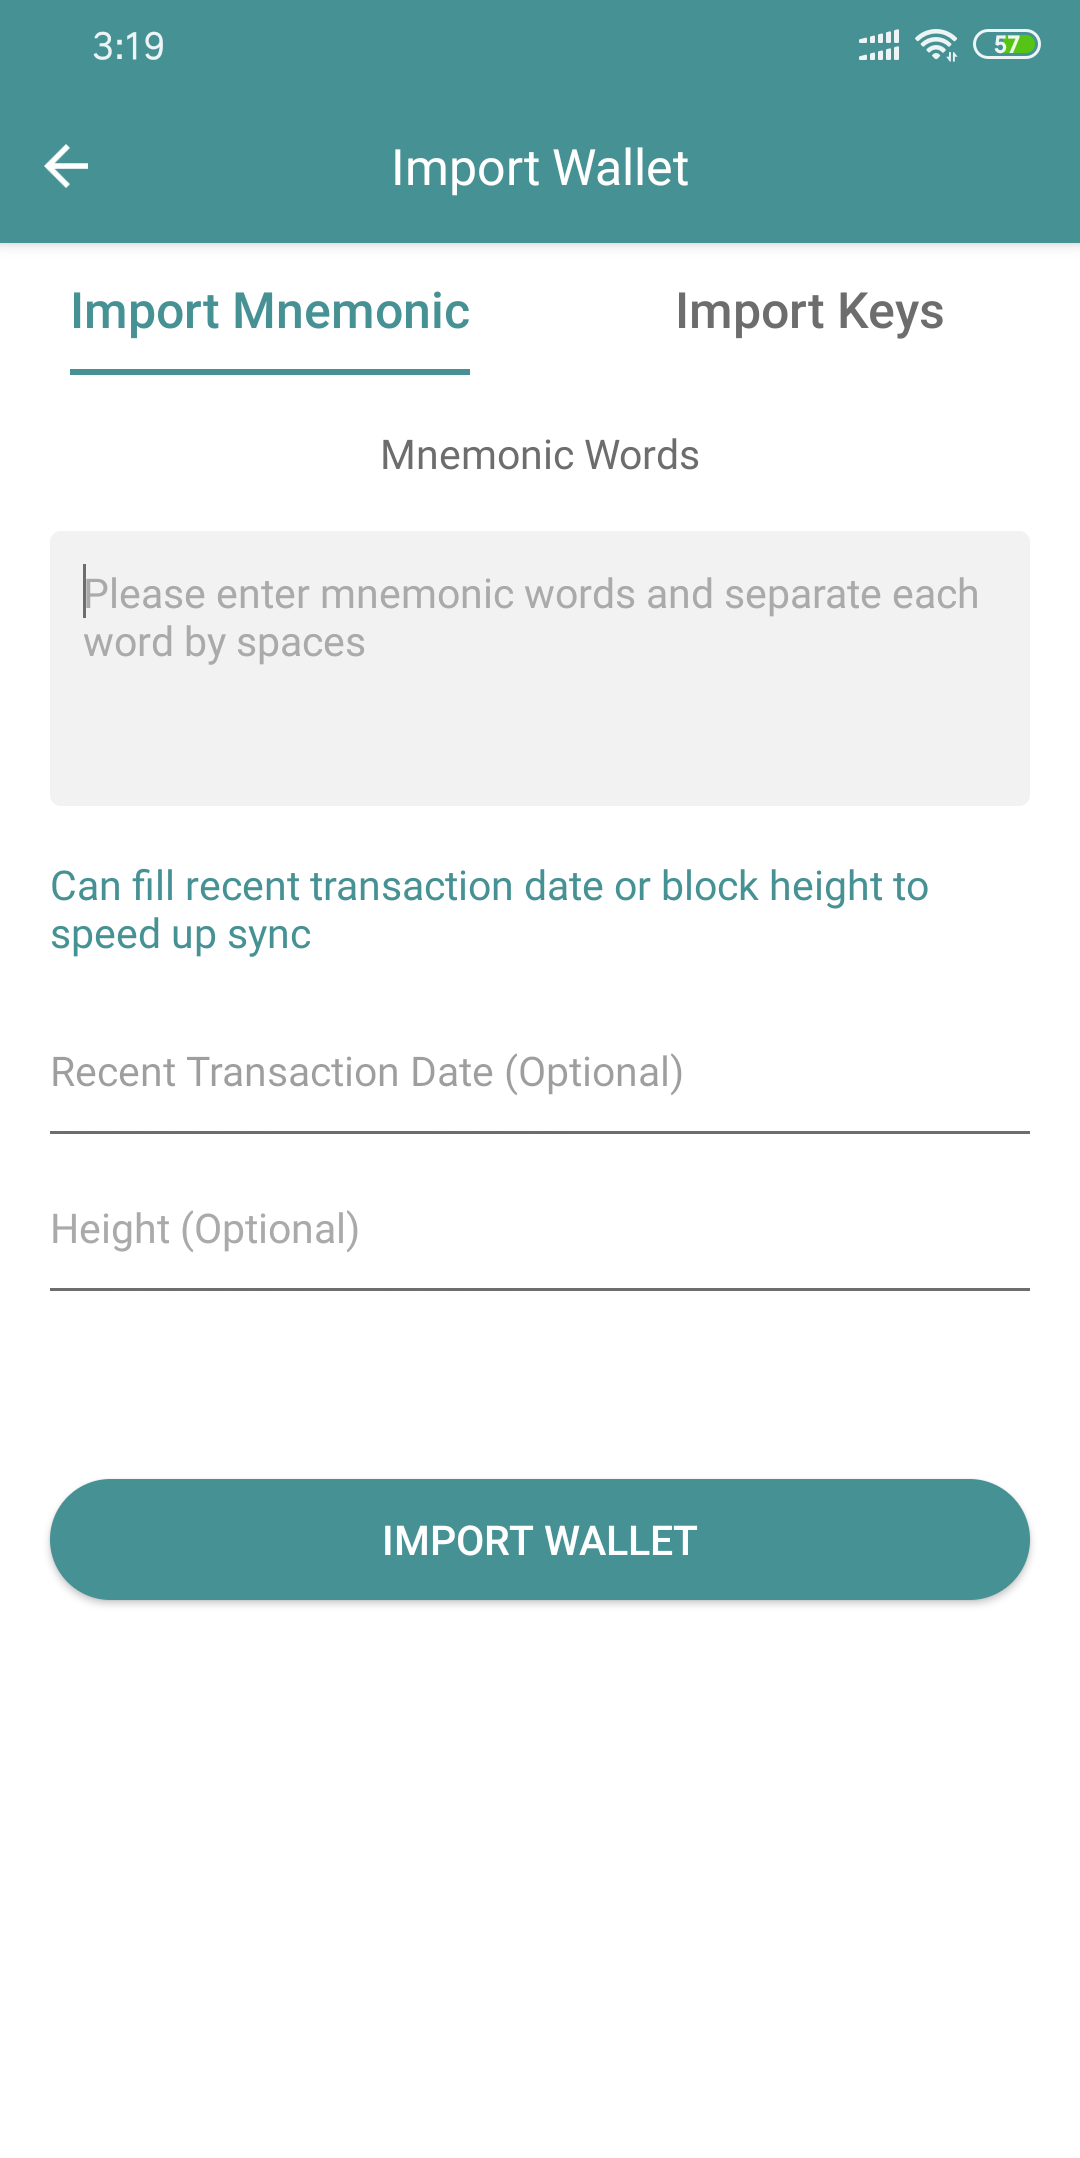 3:19
57
Import Wallet
Import Mnemonic
Import Keys
Mnemonic Words
Please enter mnemonic words and separate each
word by spaces
Can fill recent transaction date or block height to
speed up sync
Recent Transaction Date (Optional)
Height (Optional)
IMPORT WALLET